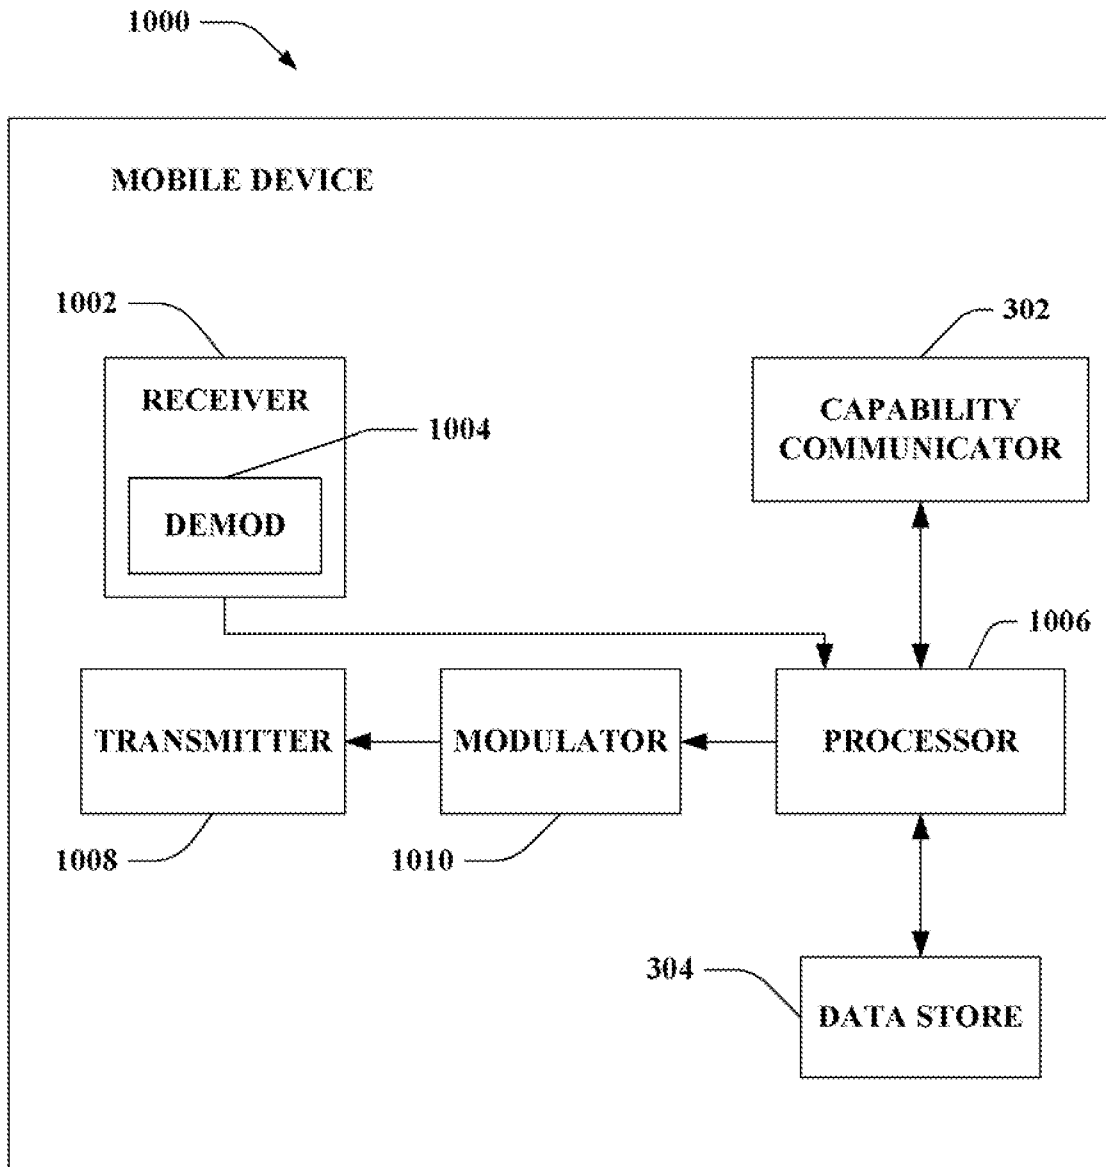 1000
MOBILE DEVICE
1002
302
RECEIVER
CAPABILITY
COMMUNICATOR
1004
DEMOD
1006
TRANSMITTER
MODULATOR
PROCESSOR
1008
1010
304
DATA STORE